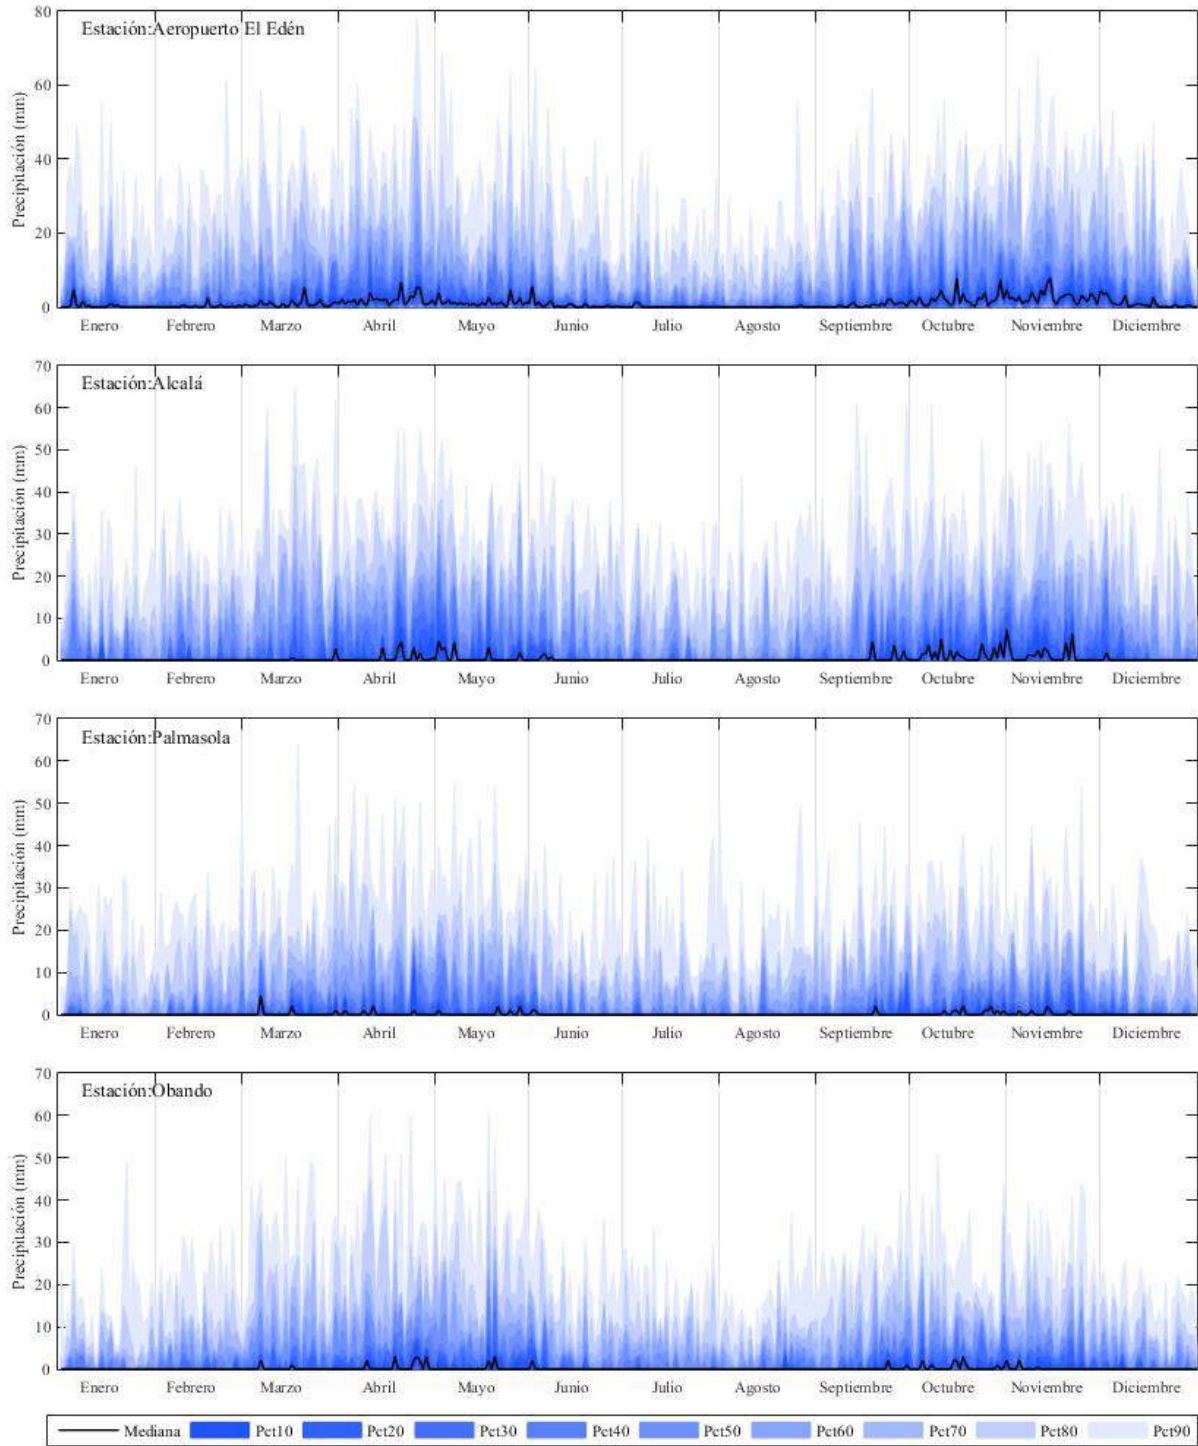 Estación:Aeropuerto El Edén
Precipitación (mm)
80
60
40
20
0
Enero Febrero Marzo Abril Mayo Junio Julio Agosto Septiembre Octubre Noviembre Diciembre
Estación:Alcalá
Precipitación (mm)
70
60
50
40
30
20
10
0
Enero Febrero Marzo Abril Mayo Junio Julio Agosto Septiembre Octubre Noviembre Diciembre
Estación:Palmasola
Precipitación (mm)
70
60
50
40
30
20
10
0
Enero Febrero Marzo Abril Mayo Junio Julio Agosto Septiembre Octubre Noviembre Diciembre
Estación:Obando
Precipitación (mm)
70
60
50
40
30
20
10
0
Enero Febrero Marzo Abril Mayo Junio Julio Agosto Septiembre Octubre Noviembre Diciembre
Mediana Pct10 Pct20 Pct30 Pct40 Pct50 Pct60 Pct70 Pct80 Pct90